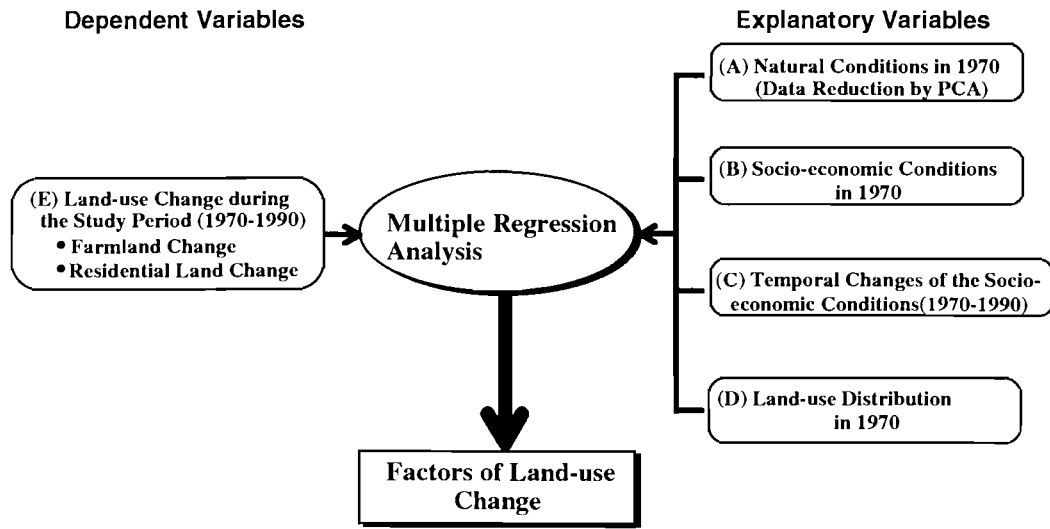 Dependent Variables
Explanatory Variables
(A) Natural Conditions in 1970
(Data Reduction by PCA)
(B) Socio-economic Conditions
in 1970
(E) Land-use Change during
the Study Period (1970-1990)
• Farmland Change
• Residential Land Change
Multiple Regression
Analysis
(C) Temporal Changes of the Socio-
economic Conditions(1970-1990)
(D) Land-use Distribution
in 1970
Factors of Land-use
Change